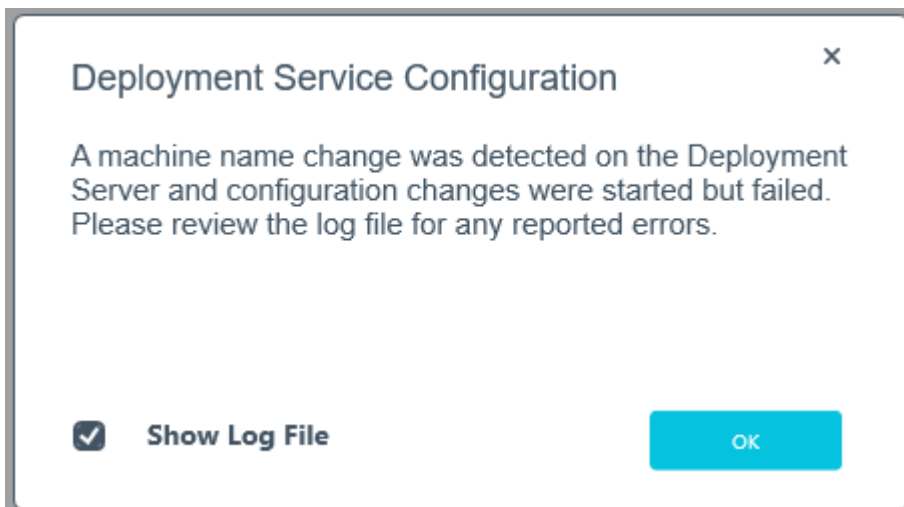 Deployment Service Configuration
A machine name change was detected on the Deployment
Server and configuration changes were started but failed.
Please review the log file for any reported errors.
Show Log File
OK